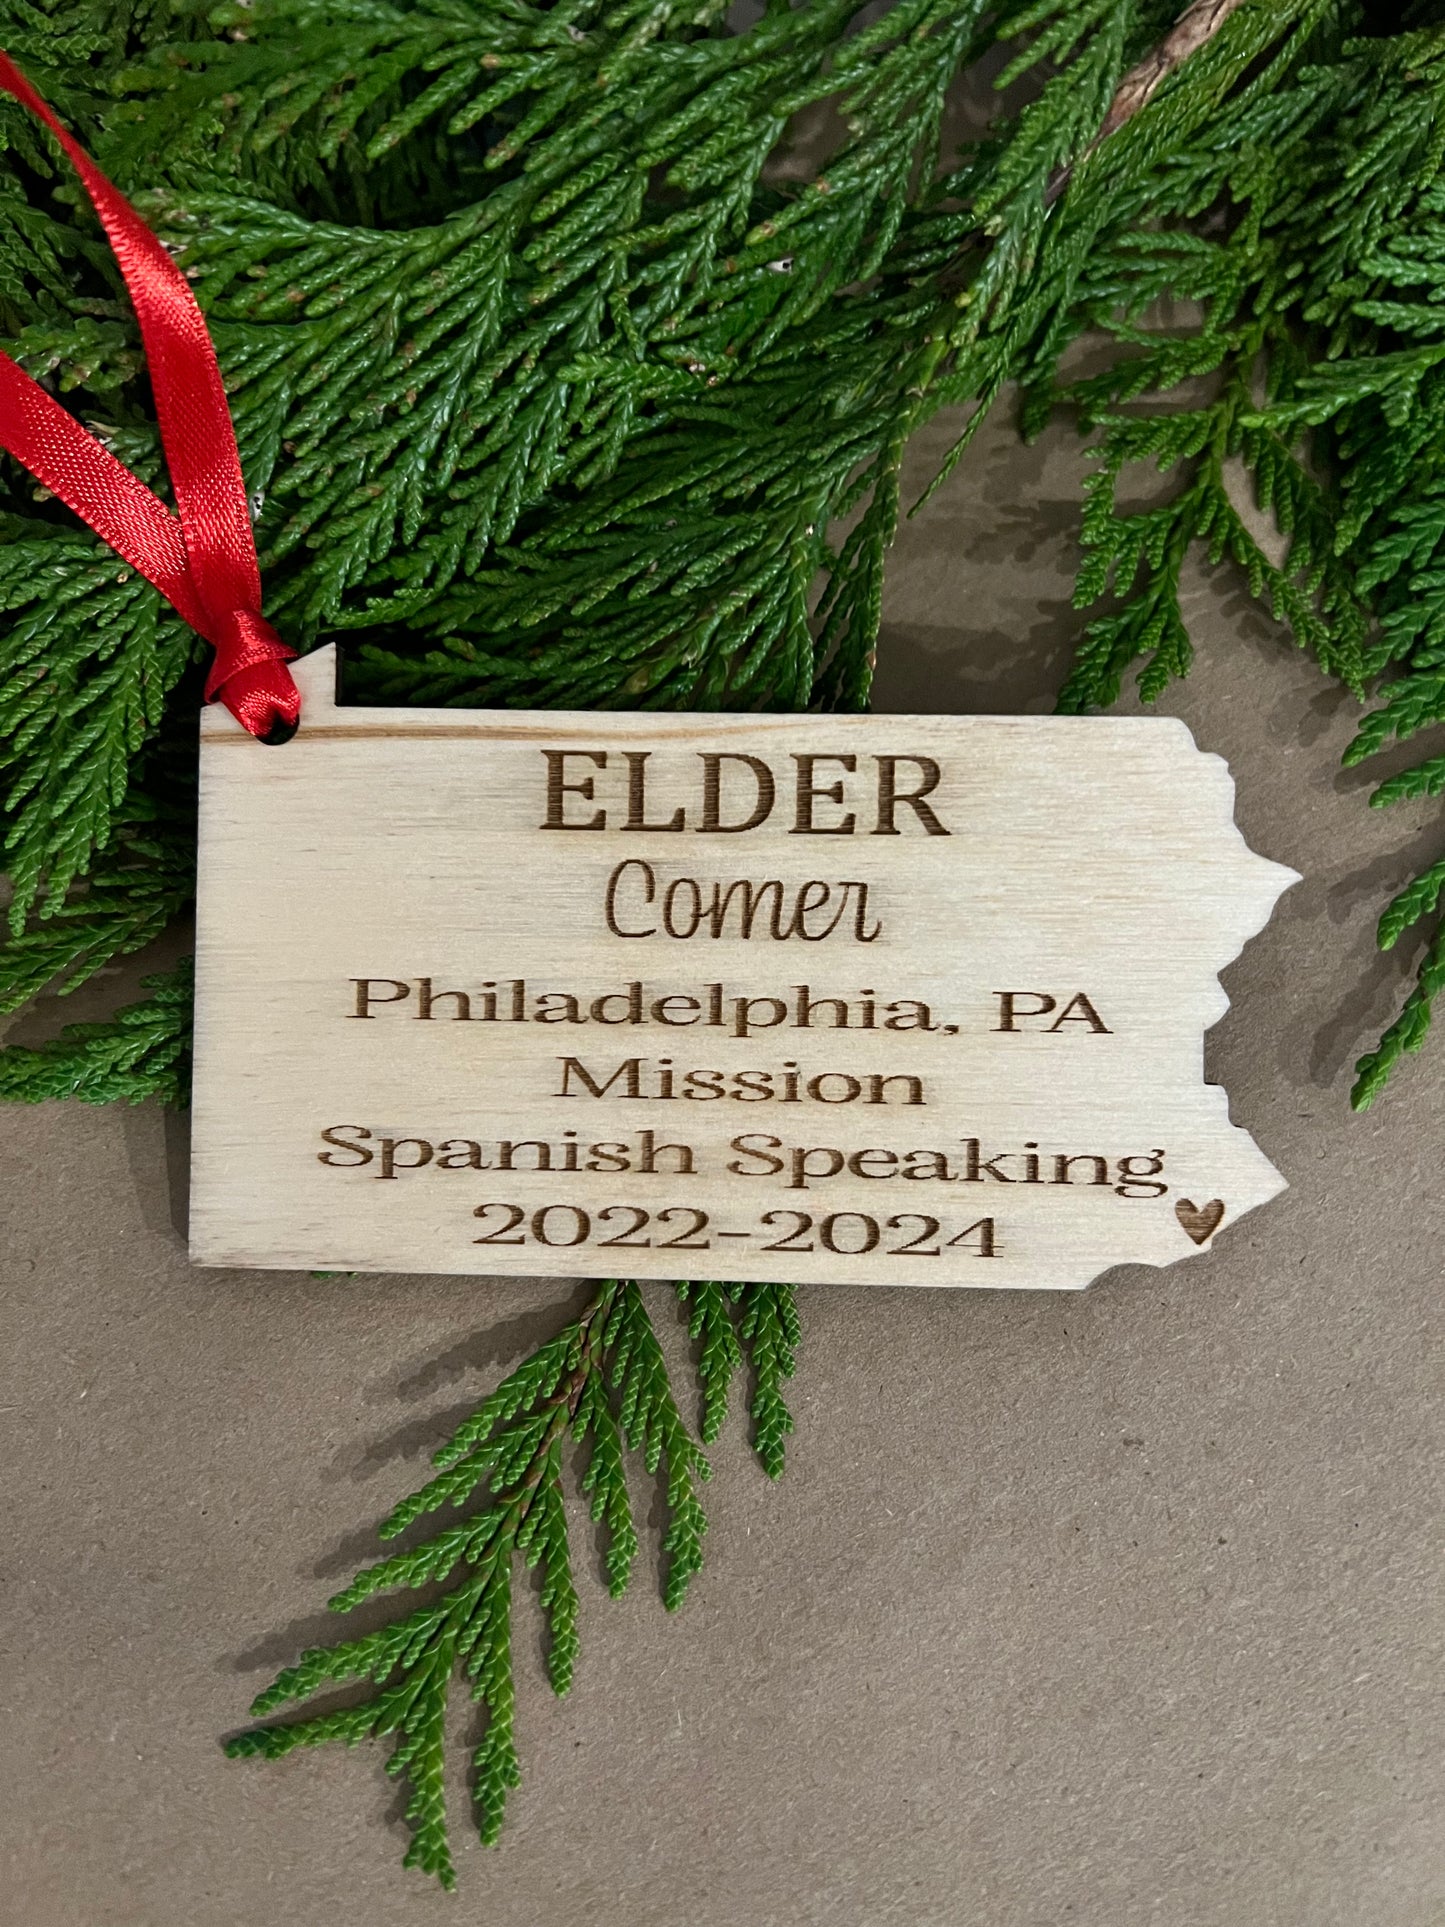 ELDER
Comer
Philadelphia, PA
Mission
Spanish Speaking
2022-2024